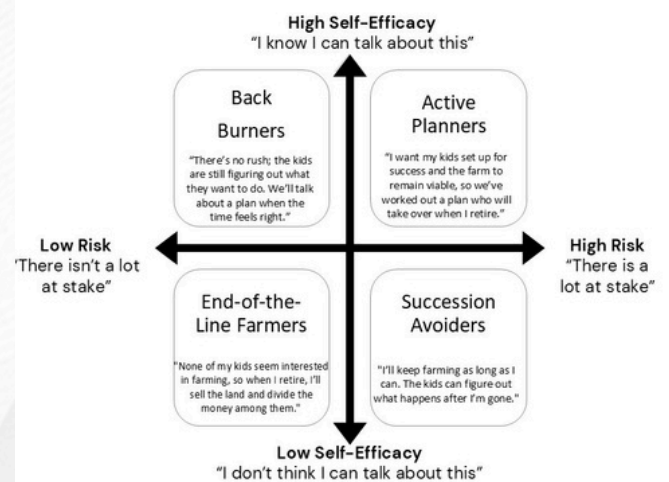 High Self-Efficacy
“I know I can talk about this”
Back
Burners
“There’s no rush; the kids
are still figuring out what
they want to do. We’ll talk
about a plan when the
time feels right.”
Active
Planners
“I want my kids set up for
success and the farm to
remain viable, so we’ve
worked out a plan who will
take over when I retire.”
Low Risk
“There isn’t a lot
at stake”
High Risk
“There is a
lot at stake”
End-of-the-
Line Farmers
"None of my kids seem interested
in farming, so when I retire, I’ll
sell the land and divide the
money among them."
Succession
Avoiders
"I’ll keep farming as long as I
can. The kids can figure out
what happens after I’m gone."
Low Self-Efficacy
“I don’t think I can talk about this”